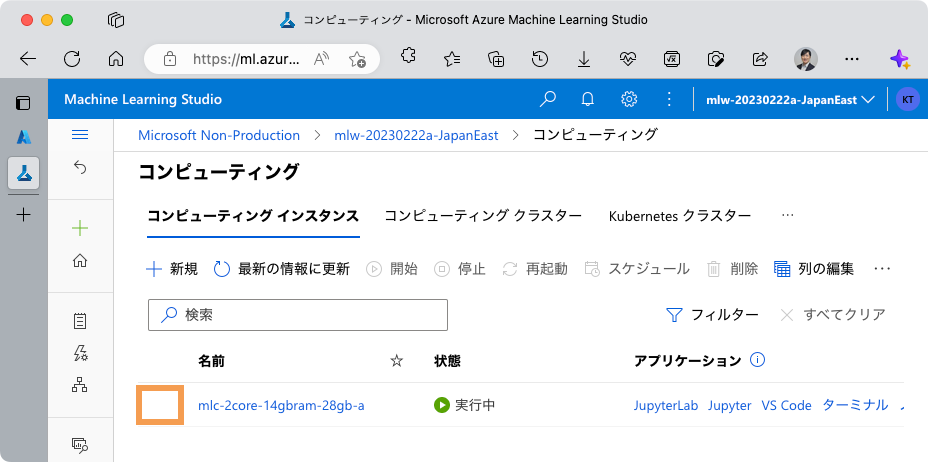 コンピューティング - Microsoft Azure Machine Learning Studio
https://ml.azur...
Machine Learning Studio
mlw-20230222a-JapanEast
KT
Microsoft Non-Production > mlw-20230222a-JapanEast > コンピューティング
コンピューティング
コンピューティング インスタンス コンピューティング クラスター Kubernetes クラスター ...
新規 最新の情報に更新 開始 停止 再起動 スケジュール 削除 列の編集 ...
検索 フィルター すべてクリア
名前 状態 アプリケーション
mlc-2core-14gbram-28gb-a 実行中 JupyterLab Jupyter VS Code ターミナル